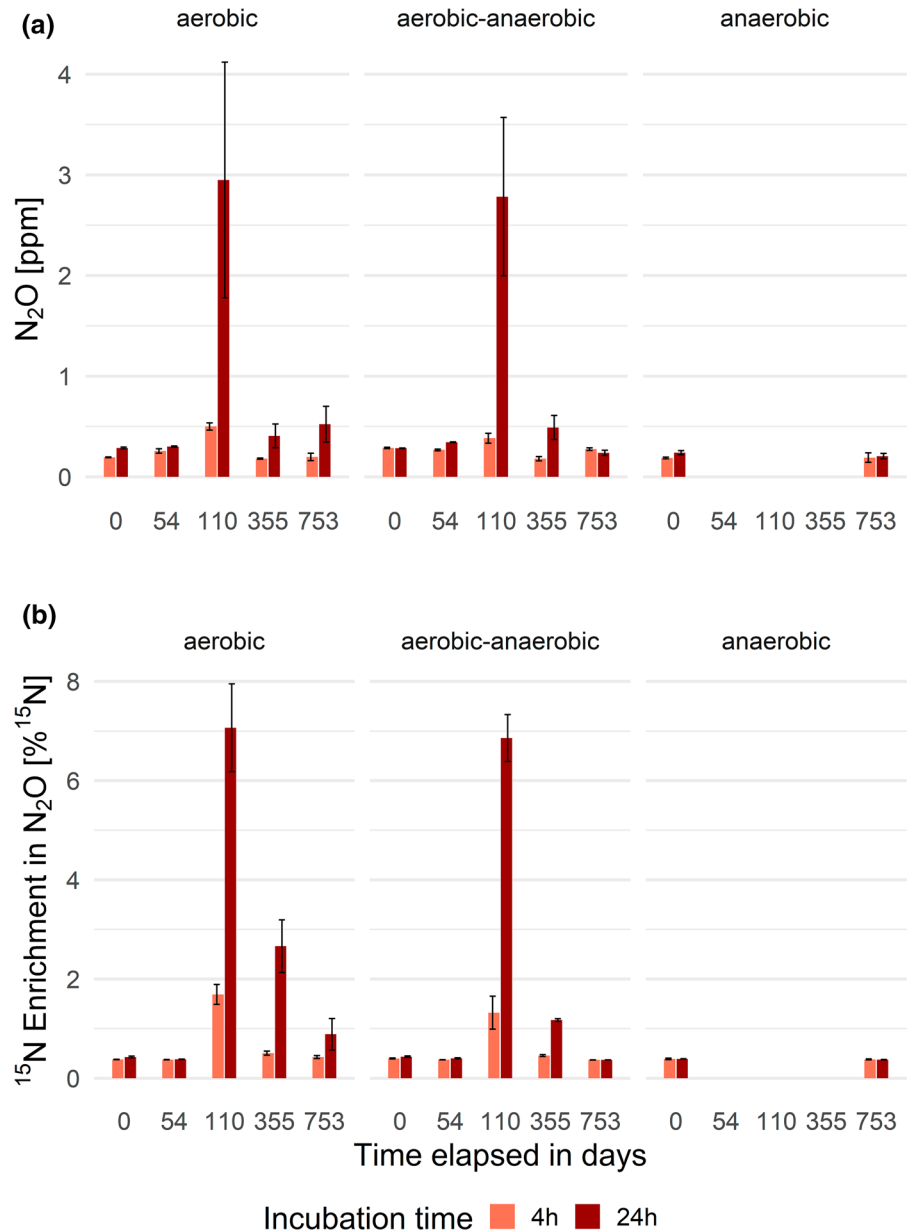 (a)
aerobic aerobic-anaerobic anaerobic
N₂O [ppm]
4
3
2
1
0
0 54 110 355 753 0 54 110 355 753 0 54 110 355 753
(b)
aerobic aerobic-anaerobic anaerobic
¹⁵N Enrichment in N₂O [% ¹⁵N]
8
6
4
2
0
0 54 110 355 753 0 54 110 355 753 0 54 110 355 753
Time elapsed in days
Incubation time 4h 24h